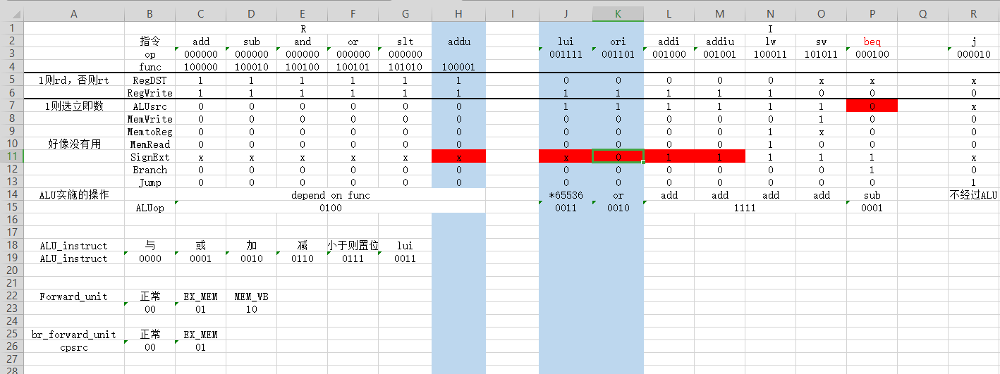 A B C D E F G H I J K L M N O P Q R
1 R I
2 指令 add sub and or slt addu lui ori addi addiu lw sw beq j
3 op 000000 000000 000000 000000 000000 001111 001101 001000 001001 100011 101011 000100 000010
4 func 100000 100010 100100 100101 101010 100001
5 1则rd，否则rt RegDST 1 1 1 1 1 1 0 0 0 0 0 x x x
6 RegWrite 1 1 1 1 1 1 1 1 1 1 1 0 0 0
7 1则选立即数 ALUsrc 0 0 0 0 0 0 1 1 1 1 1 1 0 x
8 MemWrite 0 0 0 0 0 0 0 0 0 0 0 1 0 0
9 MemtoReg 0 0 0 0 0 0 0 0 0 0 1 x 0 0
10 好像没有用 MemRead 0 0 0 0 0 0 0 0 0 0 1 0 0 0
11 SignExt x x x x x x x 0 1 1 1 1 1 x
12 Branch 0 0 0 0 0 0 0 0 0 0 0 0 1 0
13 Jump 0 0 0 0 0 0 0 0 0 0 0 0 0 1
14 ALU实施的操作 depend on func *65536 or add add add add sub 不经过ALU
15 ALUop 0100 0011 0010 1111 0001
16
17
18 ALU_instruct 与 或 加 减 小于则置位 lui
19 ALU_instruct 0000 0001 0010 0110 0111 0011
20
21
22 Forward_unit 正常 EX_MEM MEM_WB
23 00 01 10
24
25 br_forward_unit 正常 EX_MEM
26 cpsrc 00 01
27
28